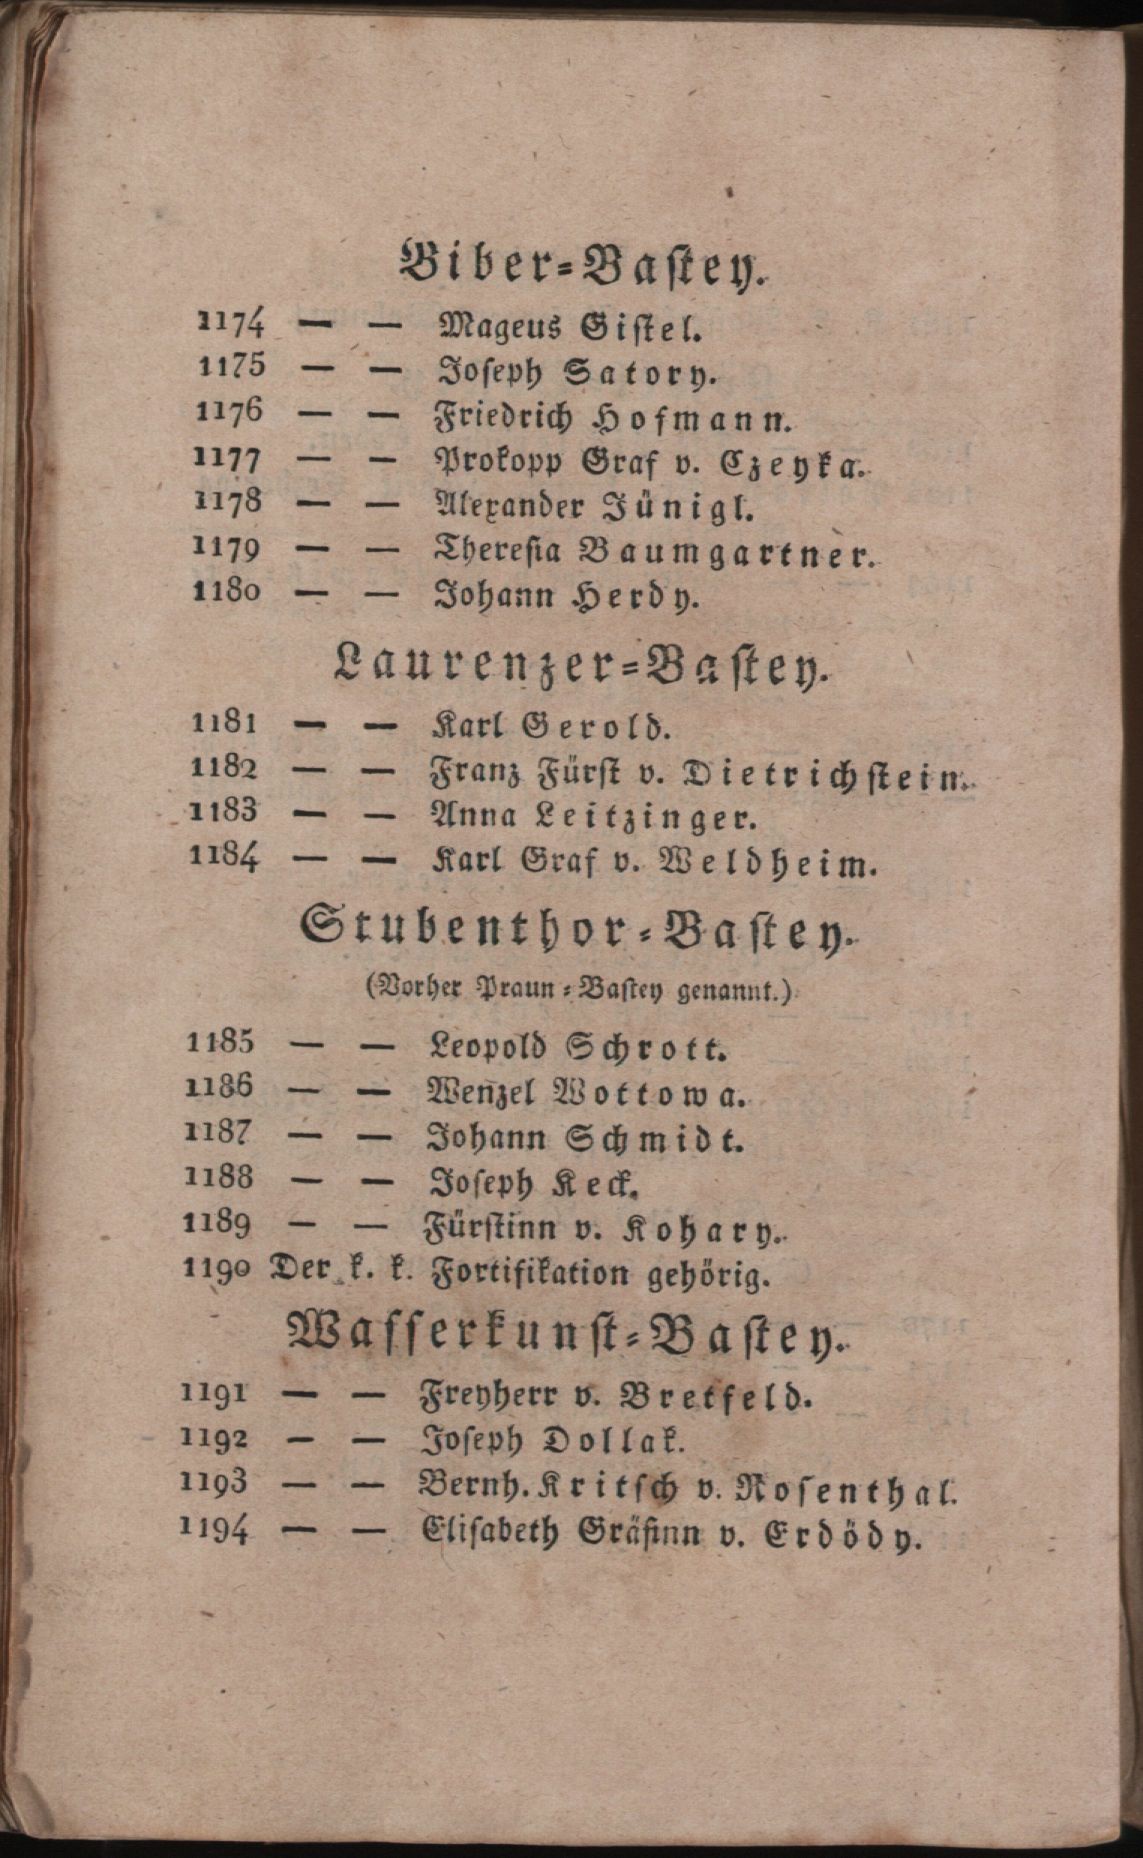 Biber-Bastey.
1174 — — Mageus Gistel.
1175 — — Joseph Satory.
1176 — — Friedrich Hofmann.
1177 — — Prokopp Graf v. Czeyka.
1178 — — Alexander Jünigl.
1179 — — Theresia Baumgartner.
1180 — — Johann Herdy.
Laurenzer-Bastey.
1181 — — Karl Gerold.
1182 — — Franz Fürst v. Dietrichstein.
1183 — — Anna Leitzinger.
1184 — — Karl Graf v. Weldheim.
Stubenthor-Bastey.
(Vorher Praun-Bastey genannt.)
1185 — — Leopold Schrott.
1186 — — Wenzel Wottowa.
1187 — — Johann Schmidt.
1188 — — Joseph Keck.
1189 — — Fürstinn v. Kohary.
1190 Der k. k. Fortifikation gehörig.
Wasserkunst-Bastey.
1191 — — Freyherr v. Bretfeld.
1192 — — Joseph Dollak.
1193 — — Bernh. Kritsch v. Rosenthal.
1194 — — Elisabeth Gräfinn v. Erdödy.